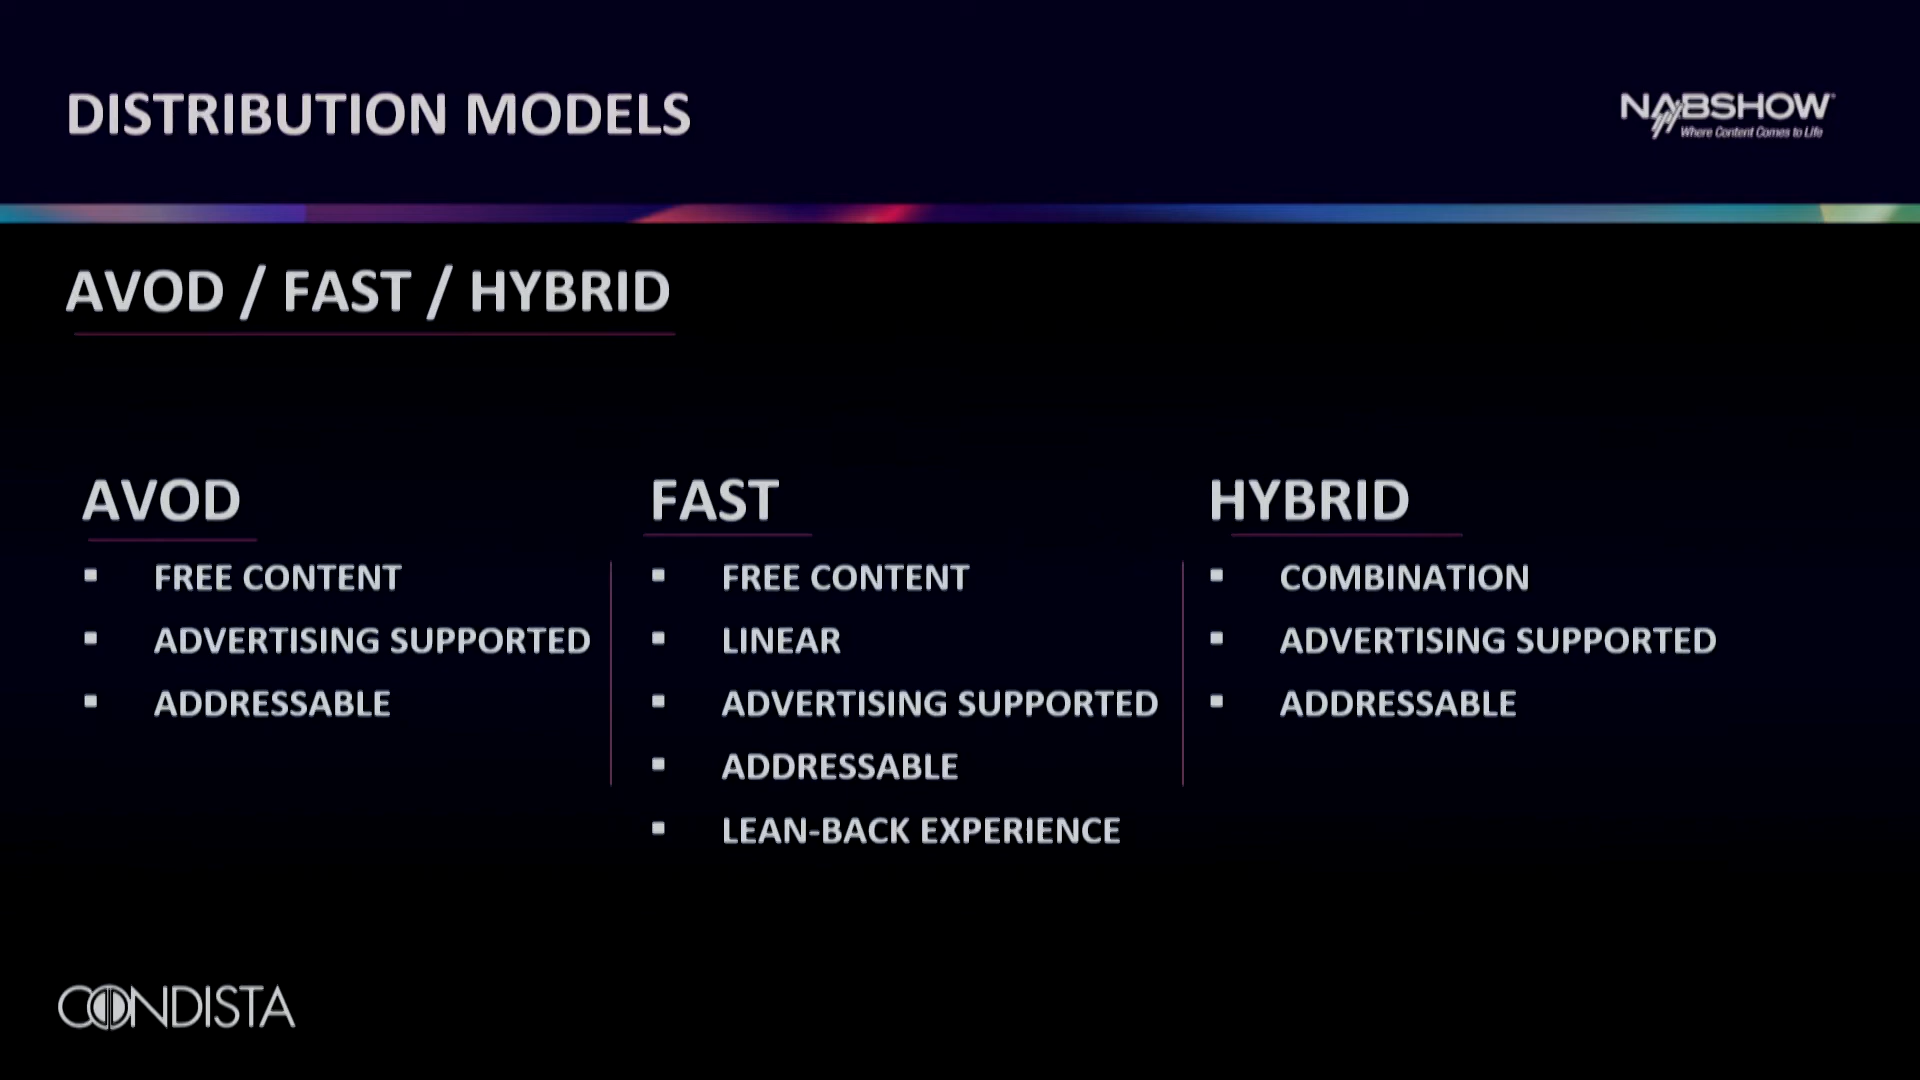 DISTRIBUTION MODELS
NABSHOW
Where Content Comes to Life
AVOD / FAST / HYBRID
AVOD
▪ FREE CONTENT
▪ ADVERTISING SUPPORTED
▪ ADDRESSABLE
FAST
▪ FREE CONTENT
▪ LINEAR
▪ ADVERTISING SUPPORTED
▪ ADDRESSABLE
▪ LEAN-BACK EXPERIENCE
HYBRID
▪ COMBINATION
▪ ADVERTISING SUPPORTED
▪ ADDRESSABLE
CONDISTA